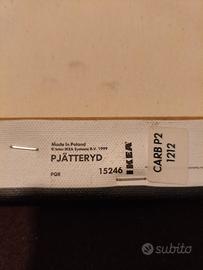 Made in Poland
© Inter IKEA Systems B.V. 1999
PJÄTTERYD
PGR 15246
IKEA
CARB P2
1212
subito